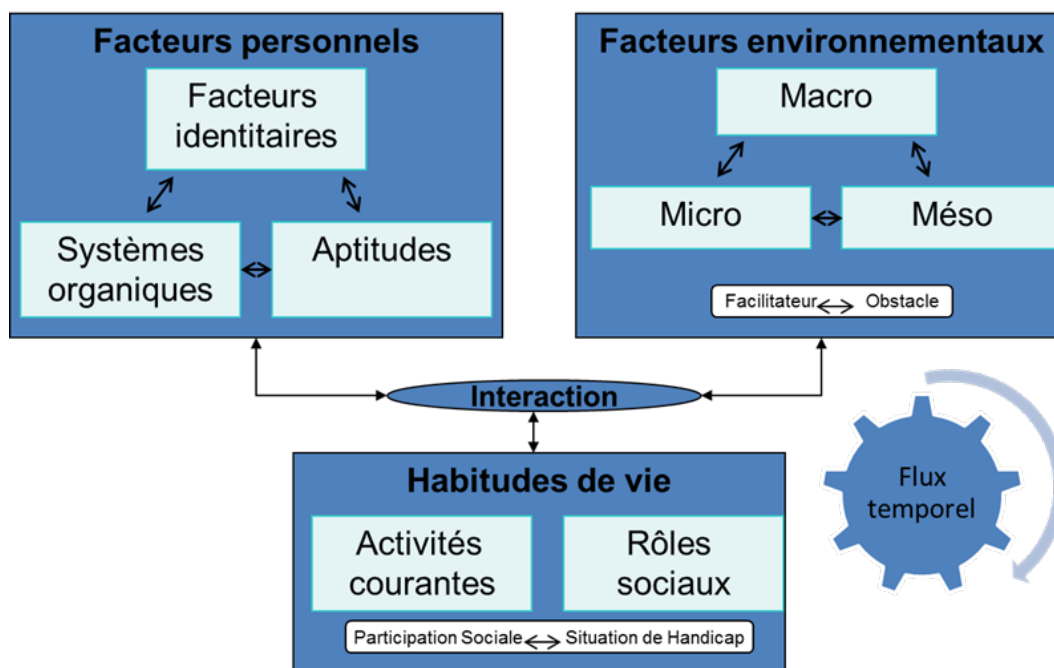 Facteurs personnels
Facteurs
identitaires
Systèmes
organiques
Aptitudes
Facteurs environnementaux
Macro
Micro
Méso
Facilitateur Obstacle
Interaction
Habitudes de vie
Activités
courantes
Rôles
sociaux
Participation Sociale Situation de Handicap
Flux
temporel